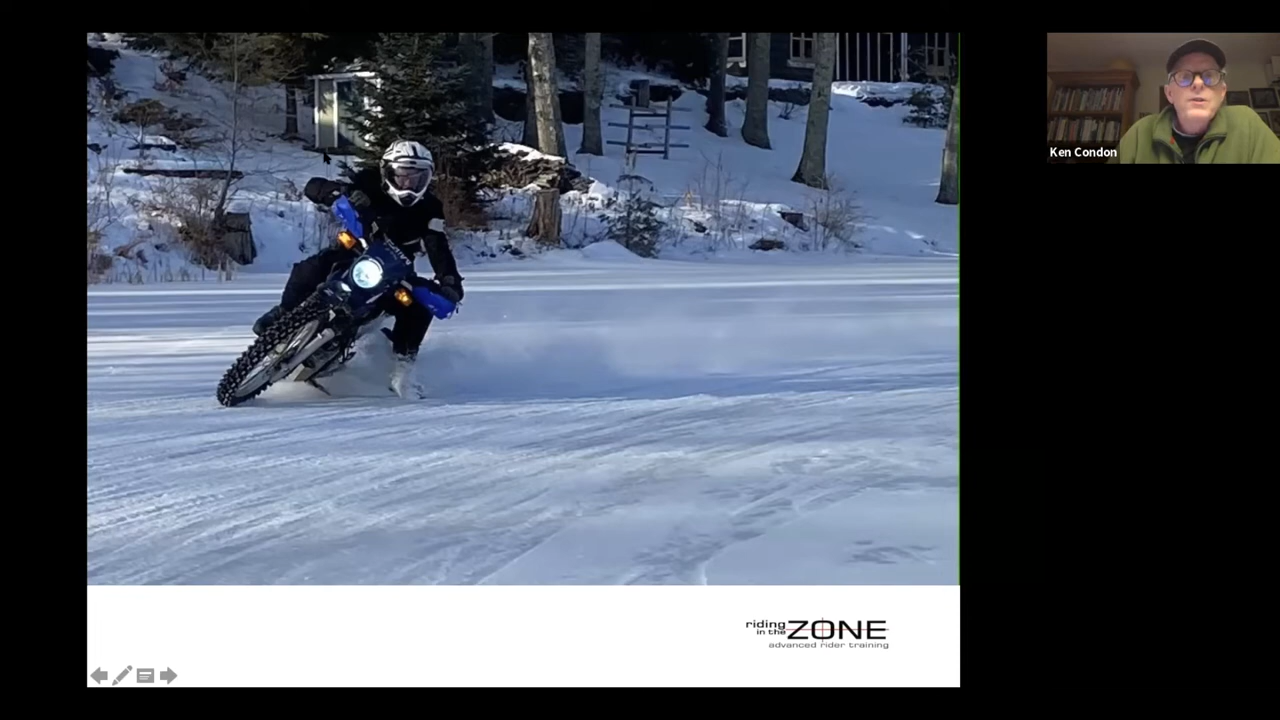 Ken Condon
riding
in the ZONE
advanced rider training